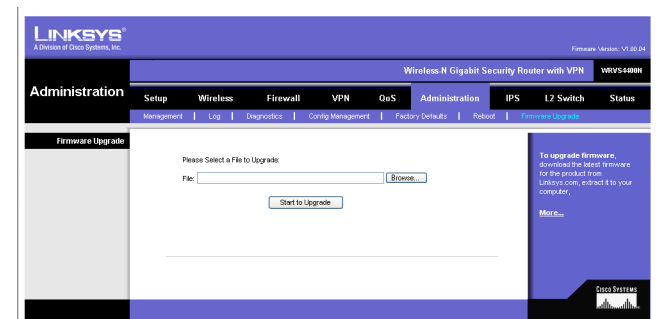 LINKSYS®
A Division of Cisco Systems, Inc.
Firmware Version: V1.00.04
Wireless-N Gigabit Security Router with VPN WRVS4400N
Administration
Setup Wireless Firewall VPN QoS Administration IPS L2 Switch Status
Management | Log | Diagnostics | Config Management | Factory Defaults | Reboot | Firmware Upgrade
Firmware Upgrade
Please Select a File to Upgrade:
File: Browse...
Start to Upgrade
To upgrade firmware,
download the latest firmware
for the product from
Linksys.com, extract it to your
computer,
More...
CISCO SYSTEMS